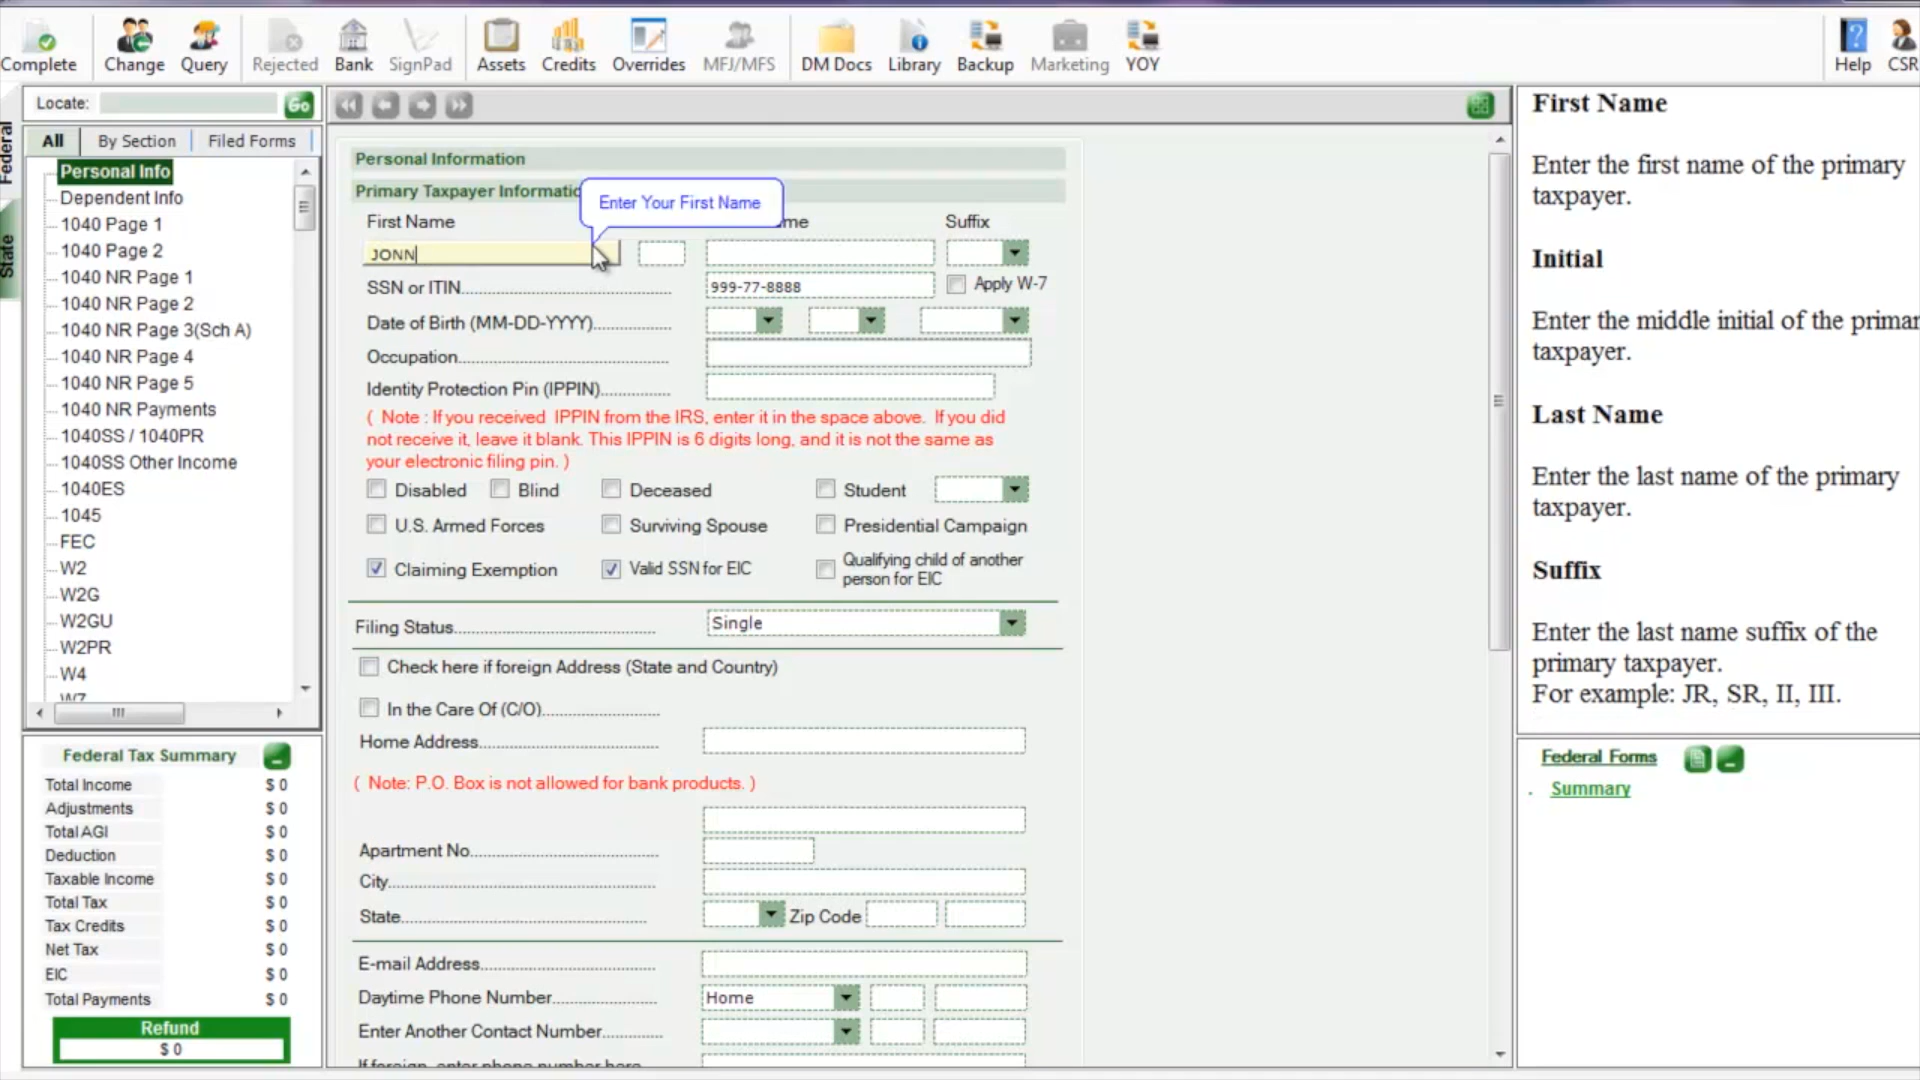 Complete Change Query Rejected Bank SignPad Assets Credits Overrides MFJ/MFS DM Docs Library Backup Marketing YOY Help CSR
Federal
State
Locate: Go
All By Section Filed Forms
Personal Info
Dependent Info
1040 Page 1
1040 Page 2
1040 NR Page 1
1040 NR Page 2
1040 NR Page 3(Sch A)
1040 NR Page 4
1040 NR Page 5
1040 NR Payments
1040SS / 1040PR
1040SS Other Income
1040ES
1045
FEC
W2
W2G
W2GU
W2PR
W4
W7
Federal Tax Summary
Total Income $ 0
Adjustments $ 0
Total AGI $ 0
Deduction $ 0
Taxable Income $ 0
Total Tax $ 0
Tax Credits $ 0
Net Tax $ 0
EIC $ 0
Total Payments $ 0
Refund
$ 0
Personal Information
Primary Taxpayer Informatio
Enter Your First Name
First Name me Suffix
JONN
SSN or ITIN 999-77-8888 Apply W-7
Date of Birth (MM-DD-YYYY)
Occupation
Identity Protection Pin (IPPIN)
( Note : If you received IPPIN from the IRS, enter it in the space above. If you did
not receive it, leave it blank. This IPPIN is 6 digits long, and it is not the same as
your electronic filing pin. )
Disabled Blind Deceased Student
U.S. Armed Forces Surviving Spouse Presidential Campaign
Claiming Exemption Valid SSN for EIC Qualifying child of another
person for EIC
Filing Status Single
Check here if foreign Address (State and Country)
In the Care Of (C/O)
Home Address
( Note: P.O. Box is not allowed for bank products. )
Apartment No
City
State Zip Code
E-mail Address
Daytime Phone Number Home
Enter Another Contact Number
If foreign, enter phone number here
First Name
Enter the first name of the primary
taxpayer.
Initial
Enter the middle initial of the primar
taxpayer.
Last Name
Enter the last name of the primary
taxpayer.
Suffix
Enter the last name suffix of the
primary taxpayer.
For example: JR, SR, II, III.
Federal Forms
Summary